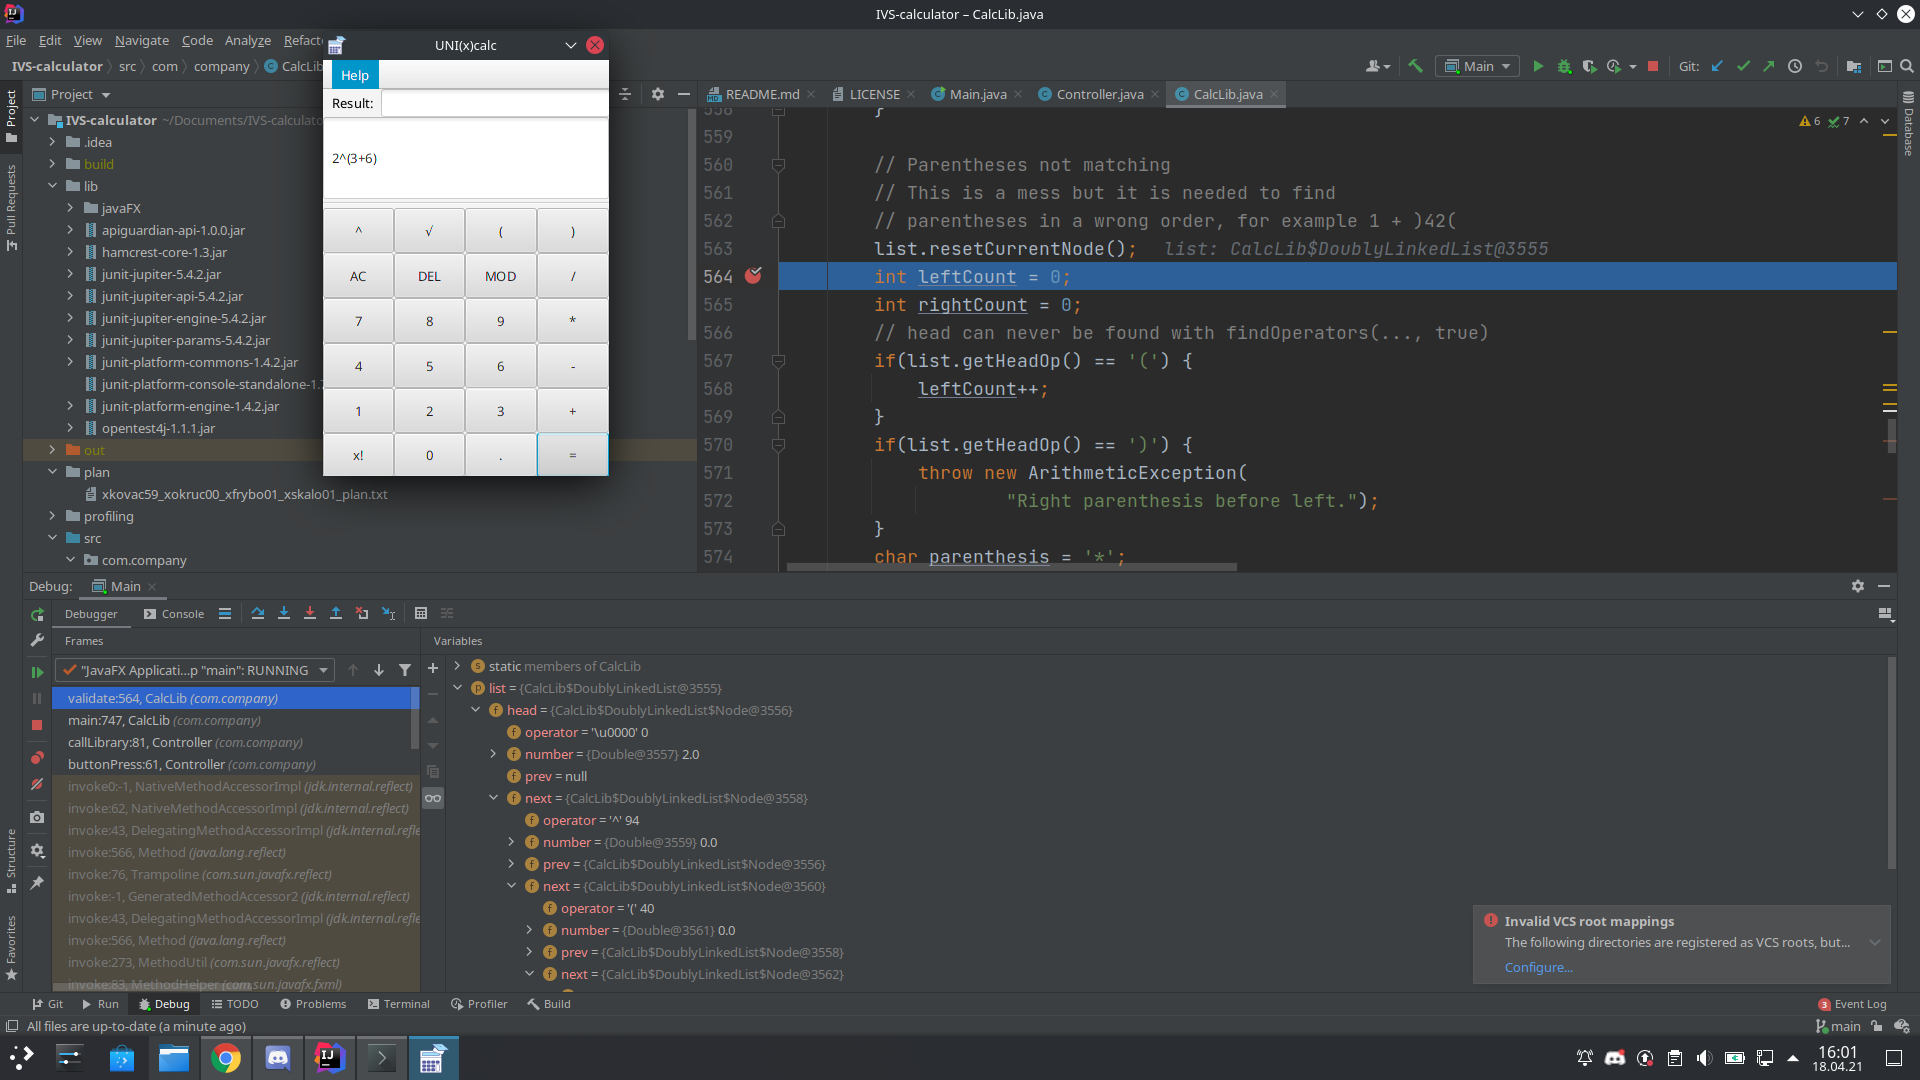 IVS-calculator – CalcLib.java
File Edit View Navigate Code Analyze Refact
UNI(x)calc
IVS-calculator src com company CalcLib
Main
Git:
Help
Result:
2^(3+6)
^ √ ( )
AC DEL MOD /
7 8 9 *
4 5 6 -
1 2 3 +
x! 0 . =
Project
Pull Requests
Structure
Favorites
Database
Project
IVS-calculator ~/Documents/IVS-calculato
.idea
build
lib
javaFX
apiguardian-api-1.0.0.jar
hamcrest-core-1.3.jar
junit-jupiter-5.4.2.jar
junit-jupiter-api-5.4.2.jar
junit-jupiter-engine-5.4.2.jar
junit-jupiter-params-5.4.2.jar
junit-platform-commons-1.4.2.jar
junit-platform-console-standalone-1.
junit-platform-engine-1.4.2.jar
opentest4j-1.1.1.jar
out
plan
xkovac59_xokruc00_xfrybo01_xskalo01_plan.txt
profiling
src
com.company
README.md LICENSE Main.java Controller.java CalcLib.java
6 7
558 }
559
560 // Parentheses not matching
561 // This is a mess but it is needed to find
562 // parentheses in a wrong order, for example 1 + )42(
563 list.resetCurrentNode(); list: CalcLib$DoublyLinkedList@3555
564 int leftCount = 0;
565 int rightCount = 0;
566 // head can never be found with findOperators(..., true)
567 if(list.getHeadOp() == '(') {
568 leftCount++;
569 }
570 if(list.getHeadOp() == ')') {
571 throw new ArithmeticException(
572 "Right parenthesis before left.");
573 }
574 char parenthesis = '*';
Debug: Main
Debugger Console
Frames
"JavaFX Applicati...p "main": RUNNING
validate:564, CalcLib (com.company)
main:747, CalcLib (com.company)
callLibrary:81, Controller (com.company)
buttonPress:61, Controller (com.company)
invoke0:-1, NativeMethodAccessorImpl (jdk.internal.reflect)
invoke:62, NativeMethodAccessorImpl (jdk.internal.reflect)
invoke:43, DelegatingMethodAccessorImpl (jdk.internal.refle
invoke:566, Method (java.lang.reflect)
invoke:76, Trampoline (com.sun.javafx.reflect)
invoke:-1, GeneratedMethodAccessor2 (jdk.internal.reflect)
invoke:43, DelegatingMethodAccessorImpl (jdk.internal.refle
invoke:566, Method (java.lang.reflect)
invoke:273, MethodUtil (com.sun.javafx.reflect)
invoke:83, MethodHelper (com.sun.javafx.fxml)
Variables
static members of CalcLib
list = {CalcLib$DoublyLinkedList@3555}
head = {CalcLib$DoublyLinkedList$Node@3556}
operator = '\u0000' 0
number = {Double@3557} 2.0
prev = null
next = {CalcLib$DoublyLinkedList$Node@3558}
operator = '^' 94
number = {Double@3559} 0.0
prev = {CalcLib$DoublyLinkedList$Node@3556}
next = {CalcLib$DoublyLinkedList$Node@3560}
operator = '(' 40
number = {Double@3561} 0.0
prev = {CalcLib$DoublyLinkedList$Node@3558}
next = {CalcLib$DoublyLinkedList$Node@3562}
Invalid VCS root mappings
The following directories are registered as VCS roots, but...
Configure...
Git Run Debug TODO Problems Terminal Profiler Build
3 Event Log
All files are up-to-date (a minute ago)
main
16:01
18.04.21